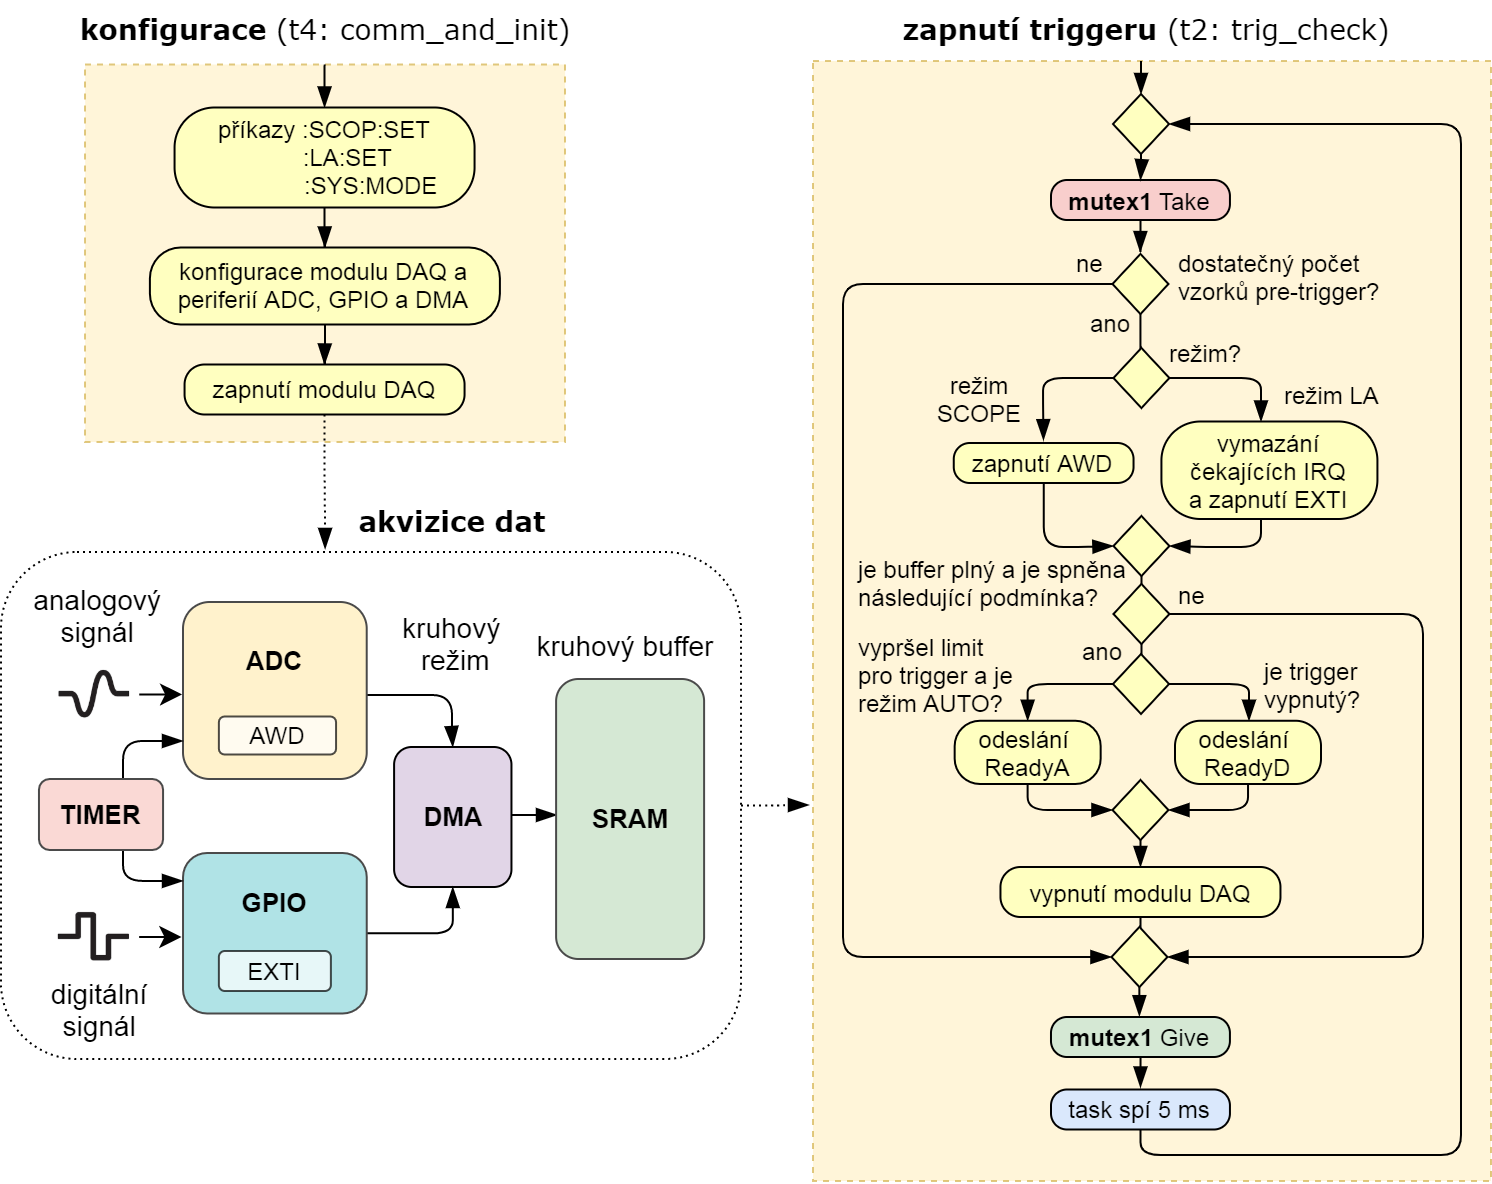 konfigurace (t4: comm_and_init)
příkazy :SCOP:SET
:LA:SET
:SYS:MODE
konfigurace modulu DAQ a
periferií ADC, GPIO a DMA
zapnutí modulu DAQ
akvizice dat
analogový
signál
ADC
AWD
TIMER
GPIO
EXTI
digitální
signál
kruhový
režim
DMA
kruhový buffer
SRAM
zapnutí triggeru (t2: trig_check)
mutex1 Take
ne
dostatečný počet
vzorků pre-trigger?
ano
režim?
režim
SCOPE
režim LA
zapnutí AWD
vymazání
čekajících IRQ
a zapnutí EXTI
je buffer plný a je spněna
následující podmínka?
ne
ano
vypršel limit
pro trigger a je
režim AUTO?
je trigger
vypnutý?
odeslání
ReadyA
odeslání
ReadyD
vypnutí modulu DAQ
mutex1 Give
task spí 5 ms